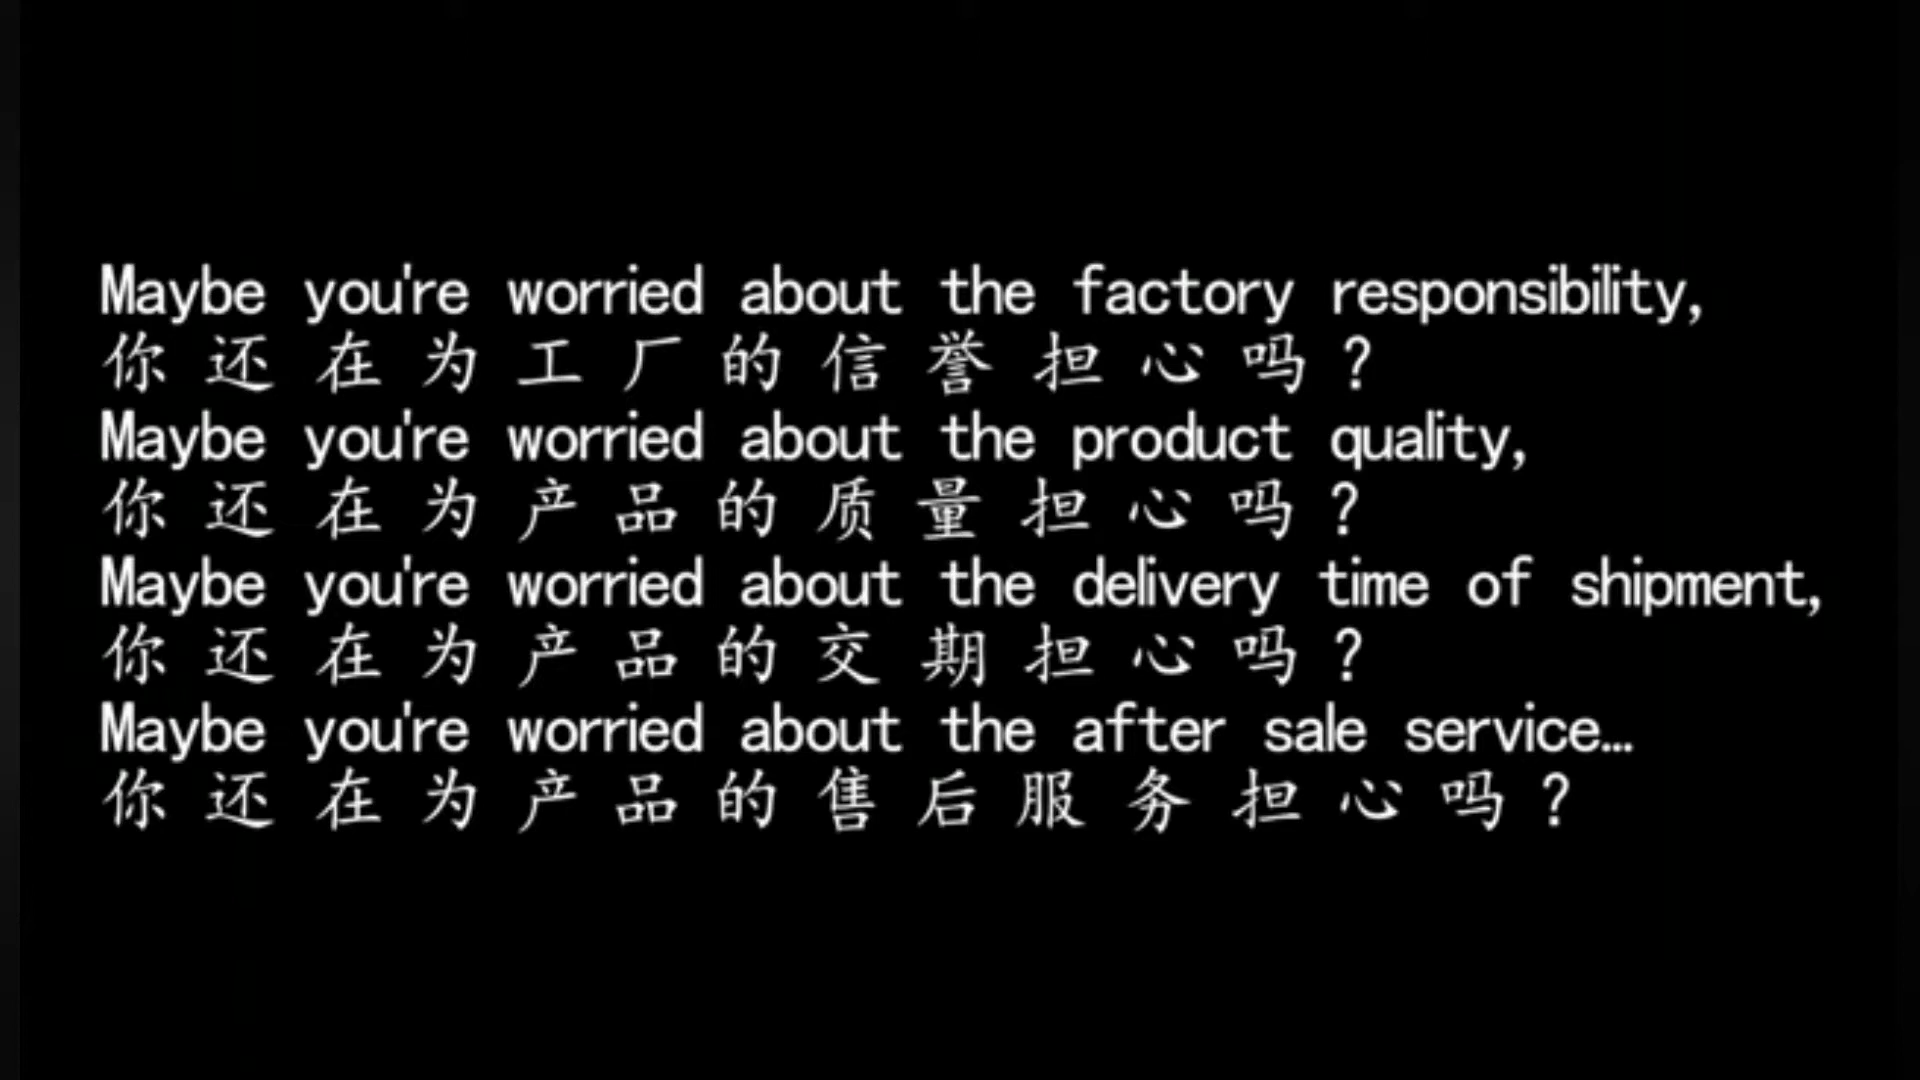 Maybe you're worried about the factory responsibility,
你还在为工厂的信誉担心吗？
Maybe you're worried about the product quality,
你还在为产品的质量担心吗？
Maybe you're worried about the delivery time of shipment,
你还在为产品的交期担心吗？
Maybe you're worried about the after sale service...
你还在为产品的售后服务担心吗？